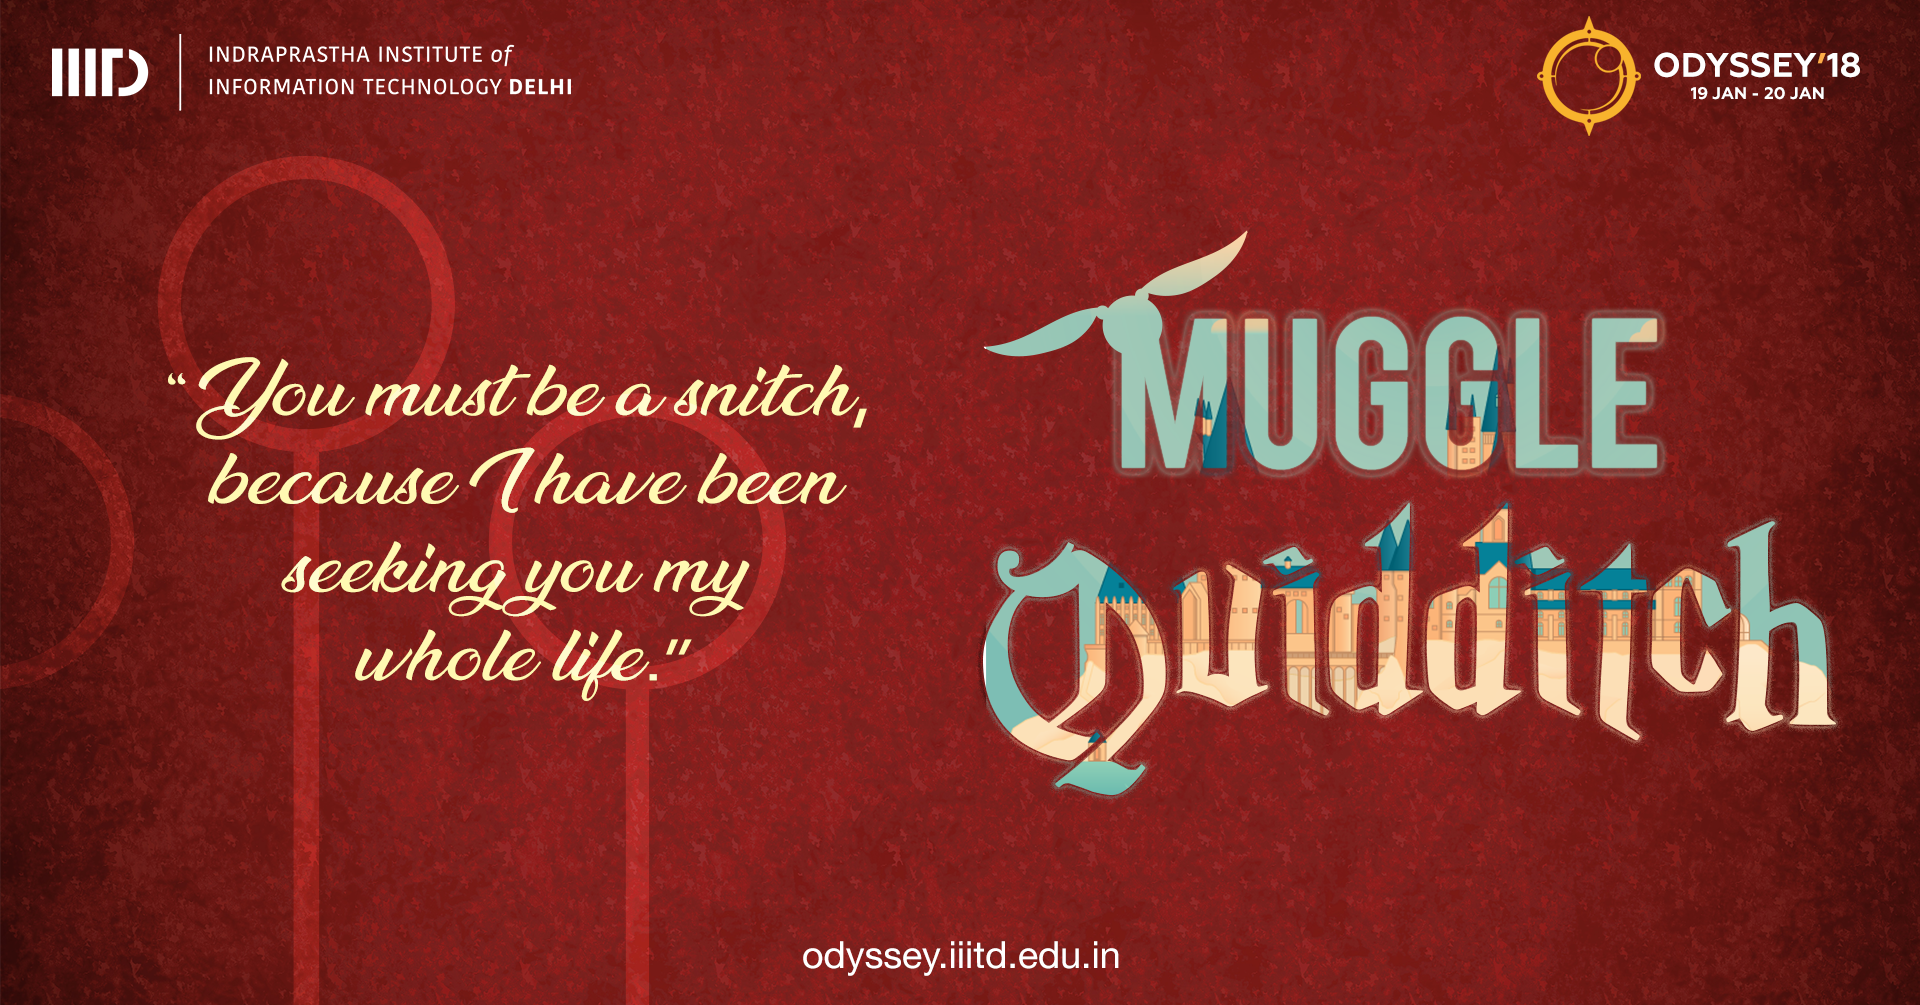 IIITD
INDRAPRASTHA INSTITUTE of
INFORMATION TECHNOLOGY DELHI
ODYSSEY'18
19 JAN - 20 JAN
“You must be a snitch,
because I have been
seeking you my
whole life.”
MUGGLE
Quidditch
odyssey.iiitd.edu.in